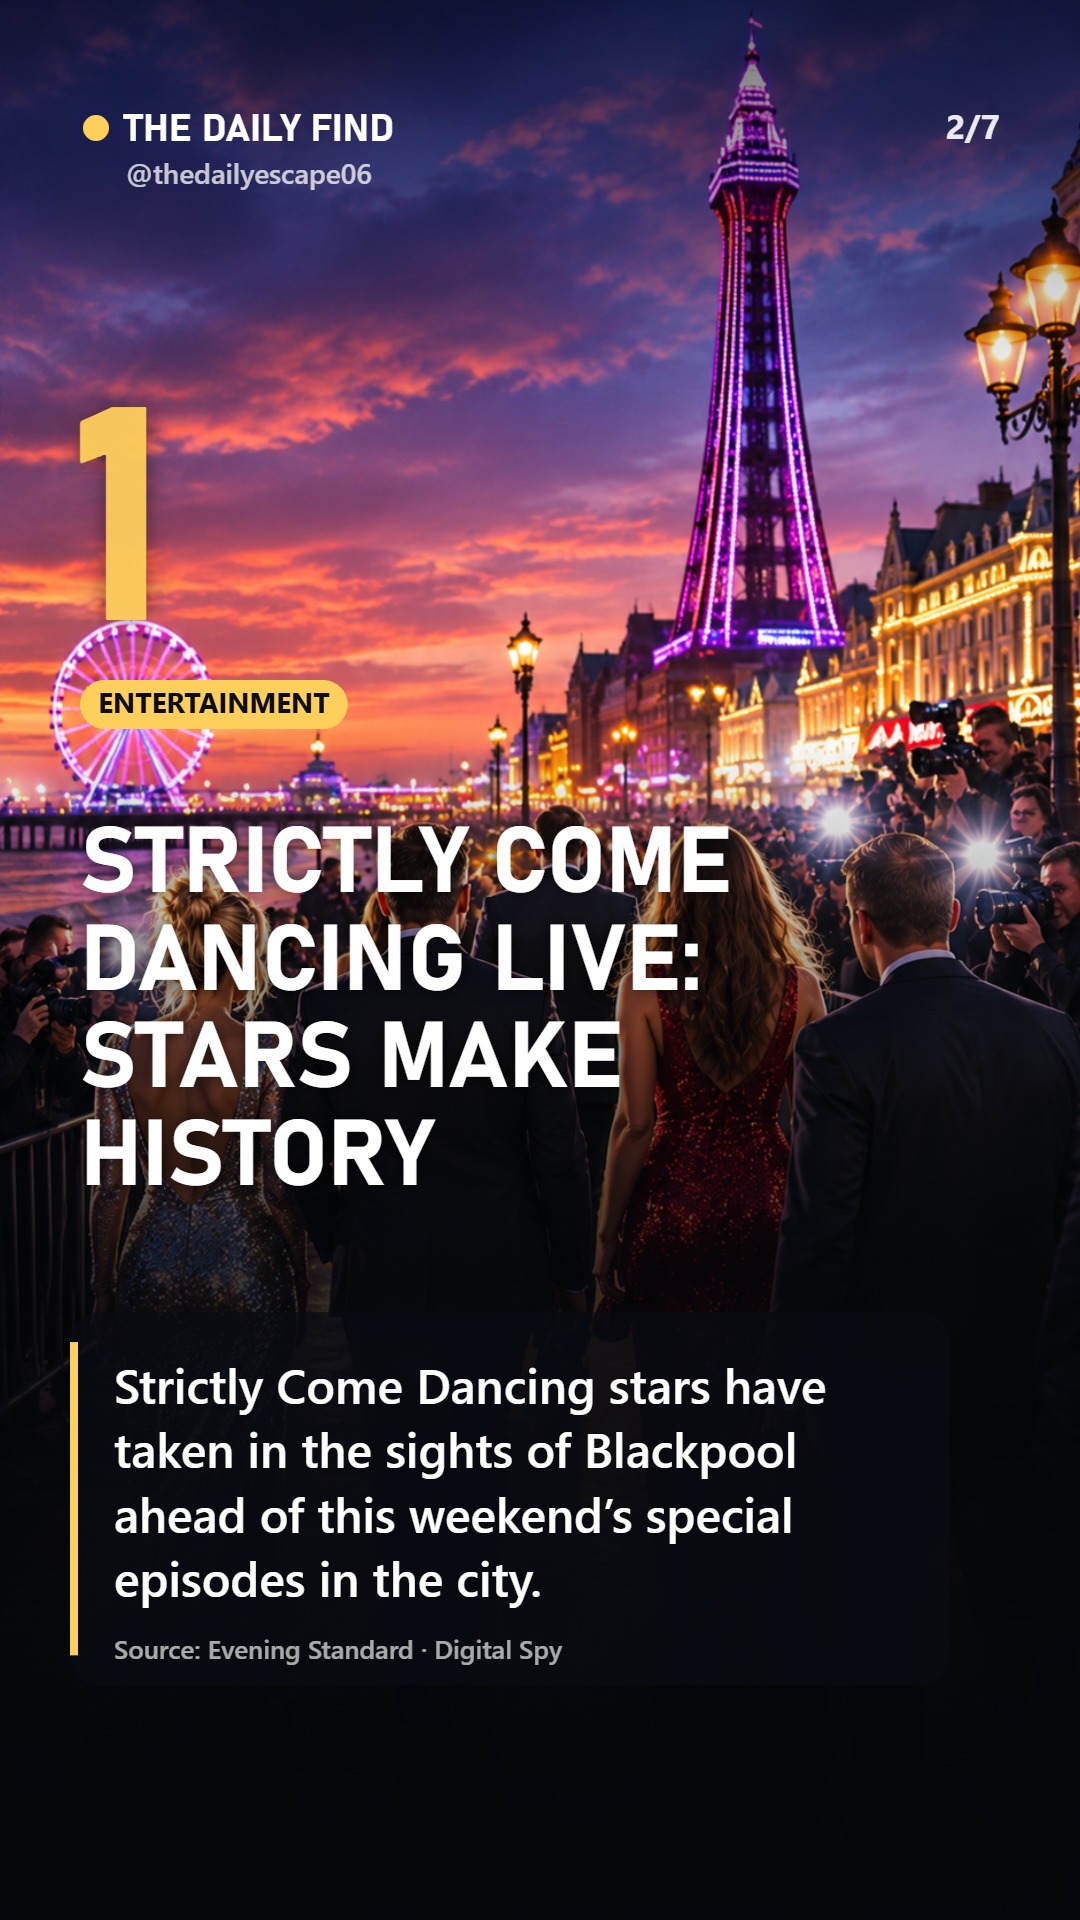 THE DAILY FIND
2/7
@thedailyescape06
1
ENTERTAINMENT
STRICTLY COME
DANCING LIVE:
STARS MAKE
HISTORY
Strictly Come Dancing stars have
taken in the sights of Blackpool
ahead of this weekend’s special
episodes in the city.
Source: Evening Standard · Digital Spy